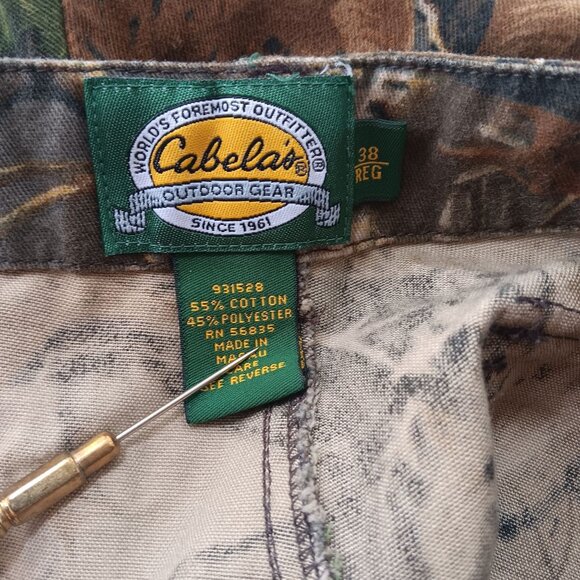 WORLD'S FOREMOST OUTFITTER®
Cabela's®
OUTDOOR GEAR
SINCE 1961
38
REG
931528
55% COTTON
45% POLYESTER
RN 56835
MADE IN
SEE REVERSE